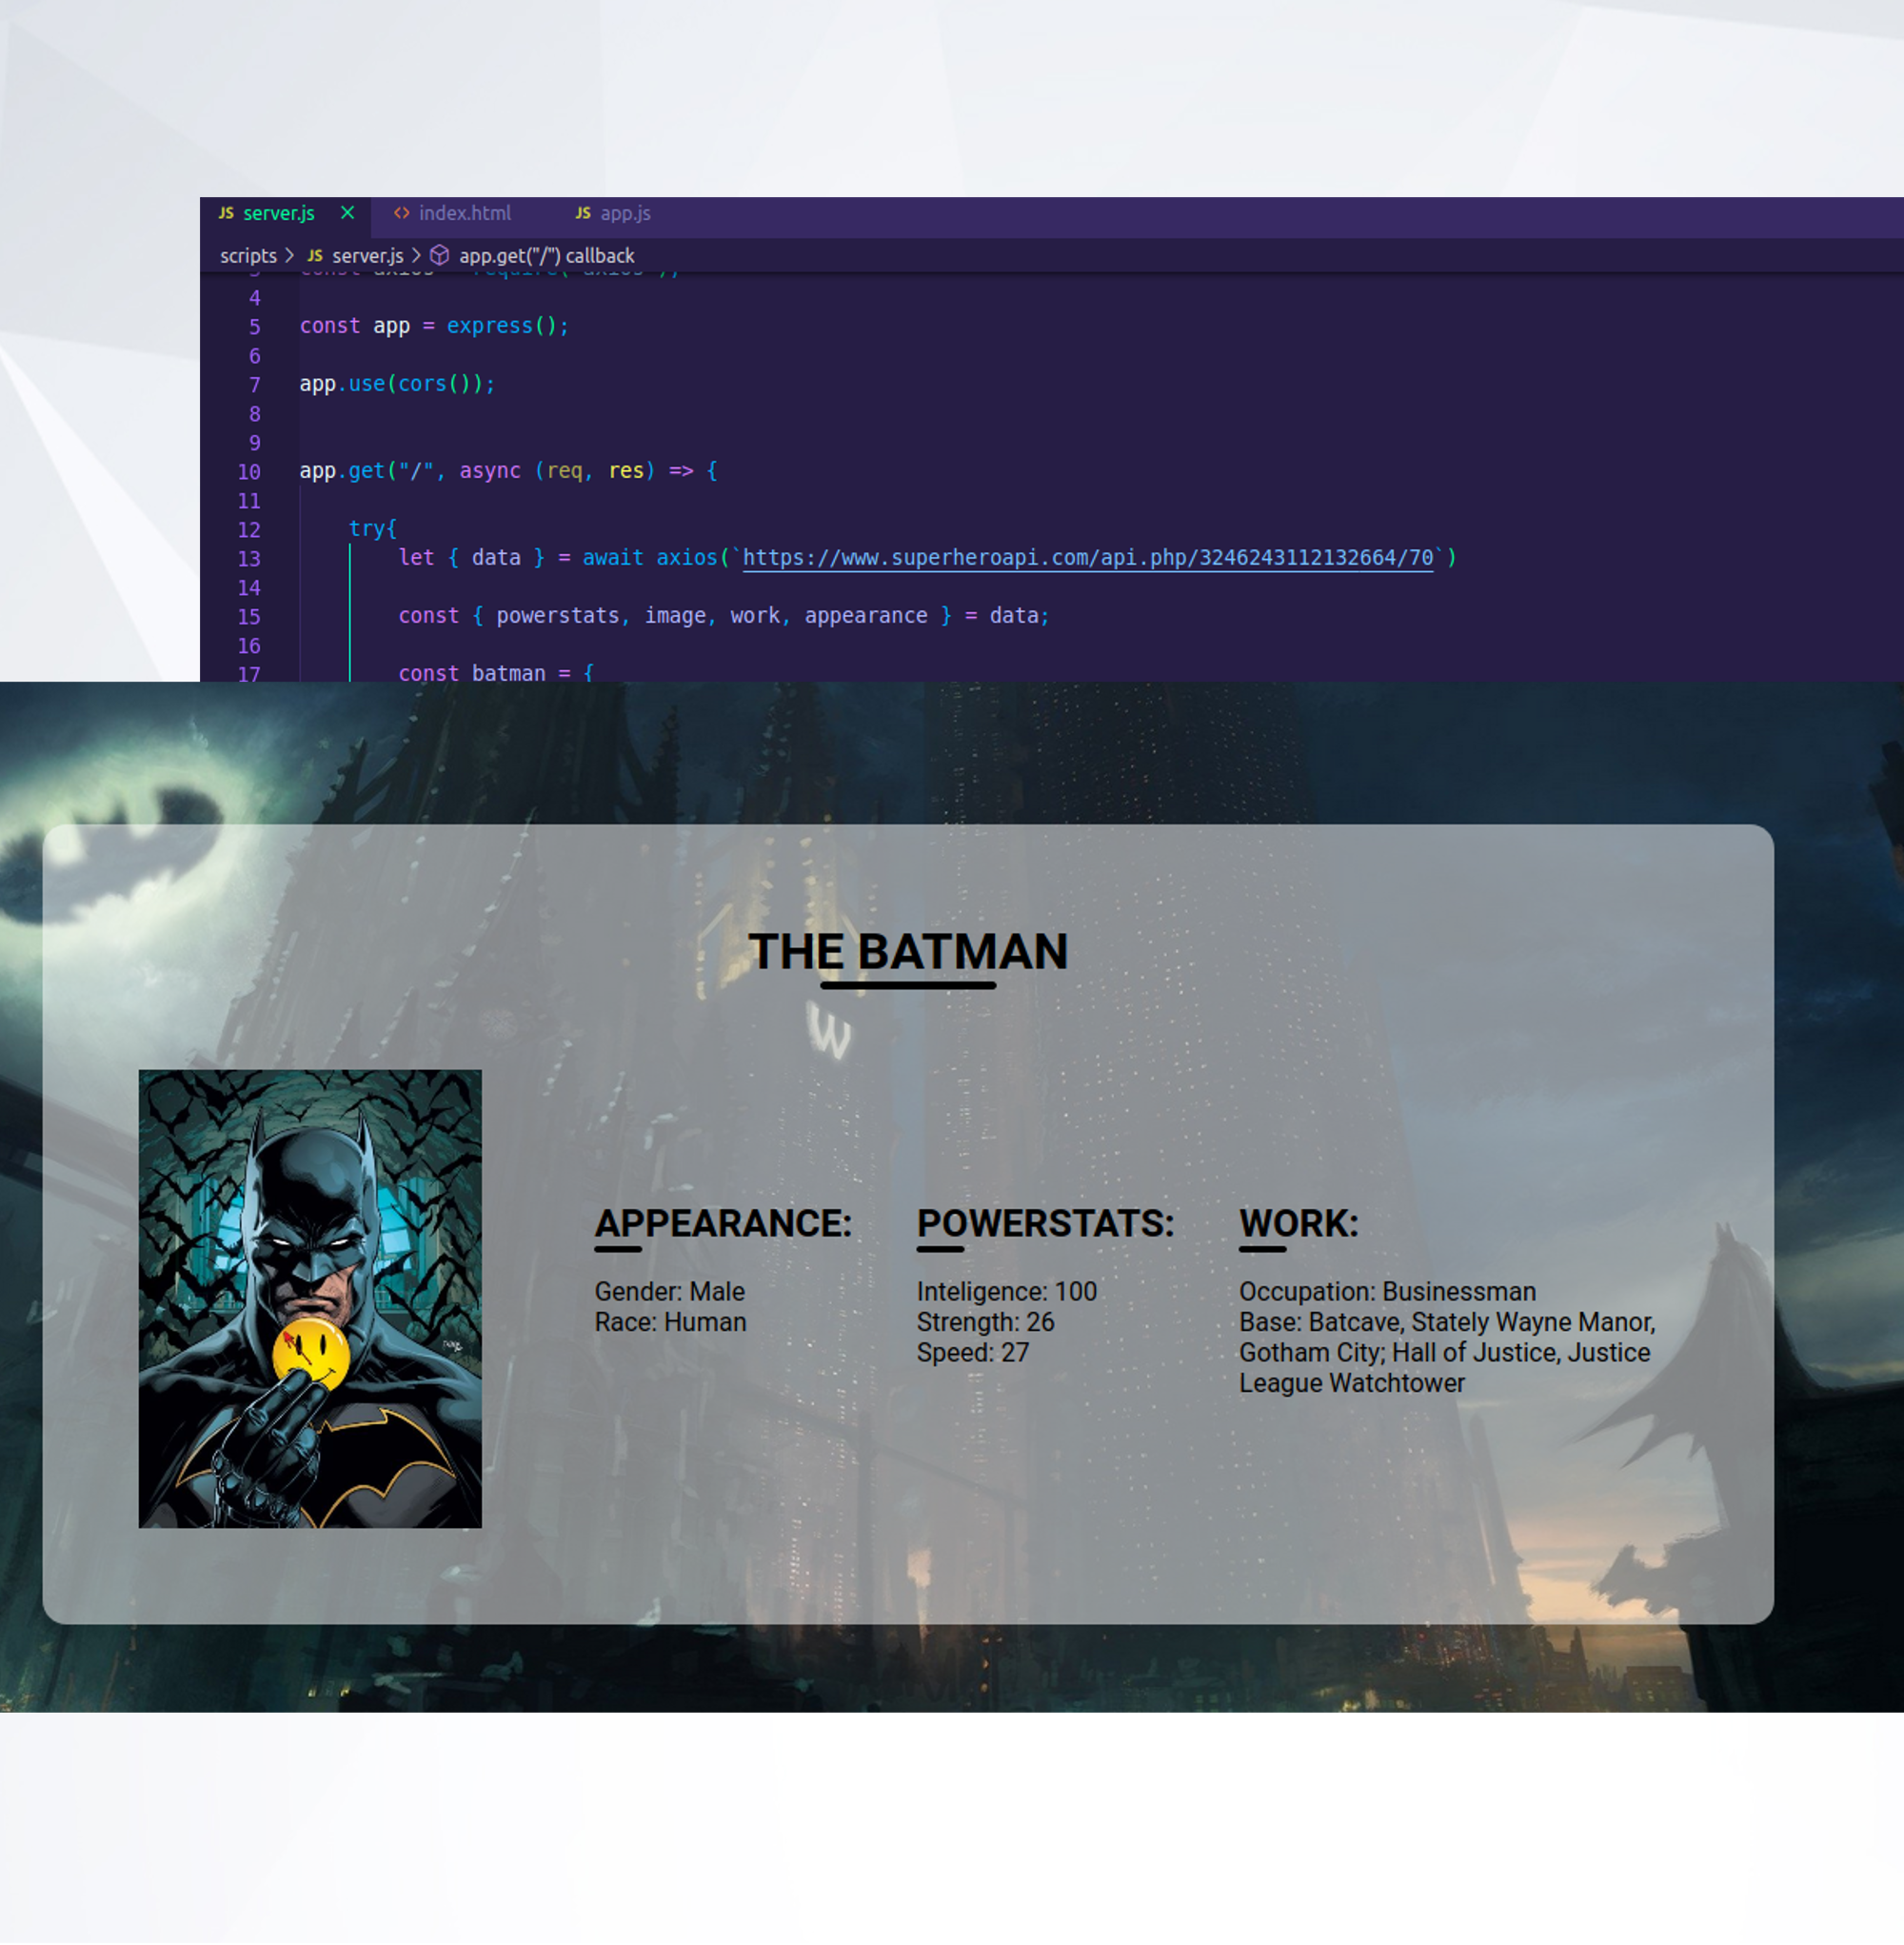 JS server.js × <> index.html JS app.js
scripts > JS server.js > app.get("/") callback
3 const axios = require('axios');
4
5 const app = express();
6
7 app.use(cors());
8
9
10 app.get("/", async (req, res) => {
11
12 try{
13 let { data } = await axios(`https://www.superheroapi.com/api.php/3246243112132664/70`)
14
15 const { powerstats, image, work, appearance } = data;
16
17 const batman = {
THE BATMAN
W
APPEARANCE:
Gender: Male
Race: Human
POWERSTATS:
Inteligence: 100
Strength: 26
Speed: 27
WORK:
Occupation: Businessman
Base: Batcave, Stately Wayne Manor,
Gotham City; Hall of Justice, Justice
League Watchtower